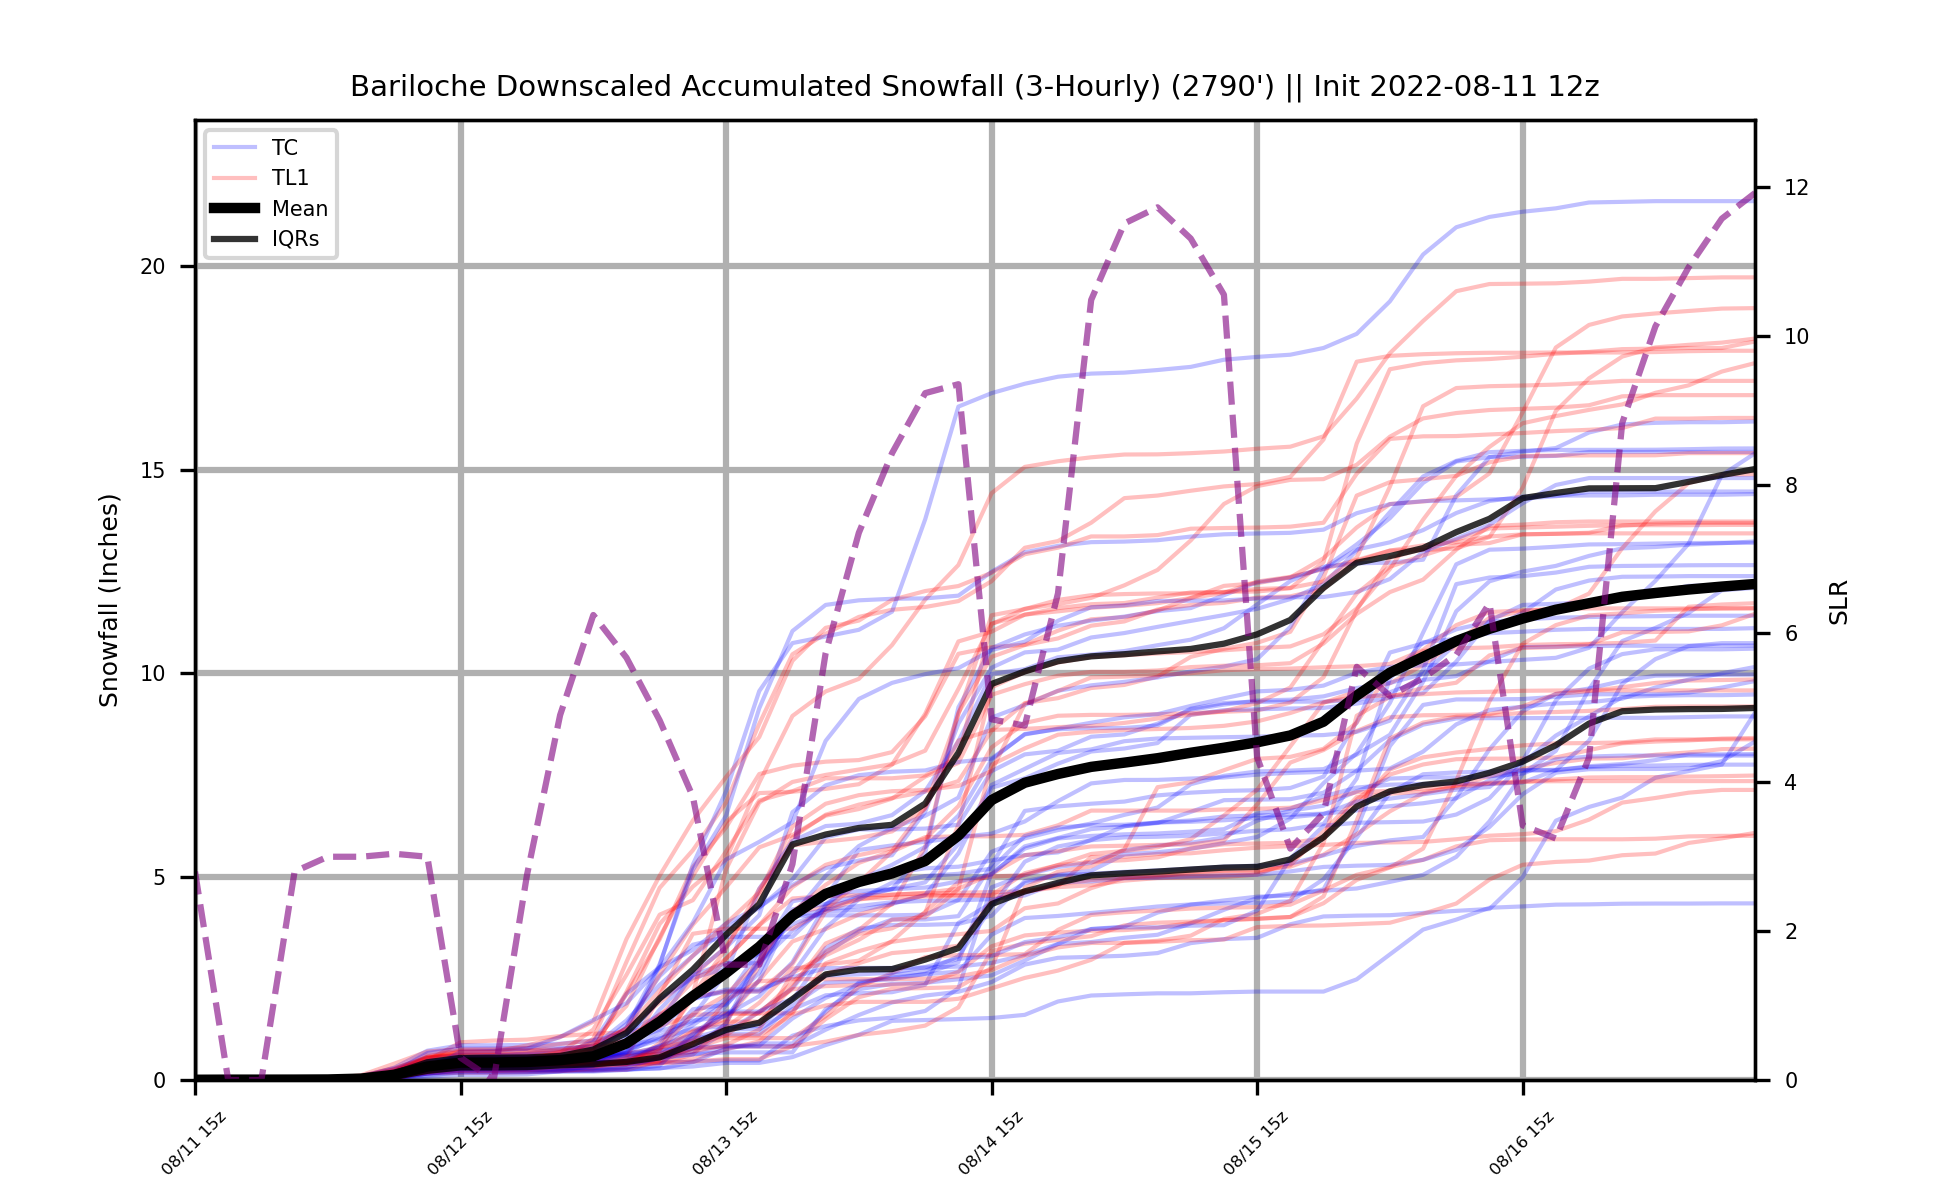 Bariloche Downscaled Accumulated Snowfall (3-Hourly) (2790') || Init 2022-08-11 12z
TC
TL1
Mean
IQRs
Snowfall (Inches)
20
15
10
5
0
12
10
8
6
4
2
0
SLR
08/11 15z
08/12 15z
08/13 15z
08/14 15z
08/15 15z
08/16 15z